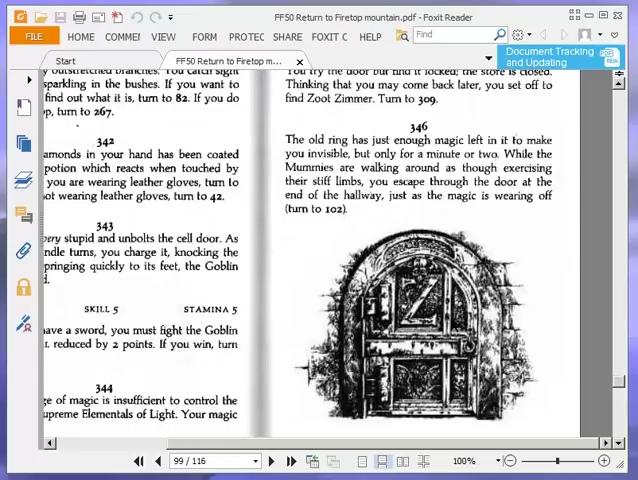 FF50 Return to Firetop mountain.pdf - Foxit Reader
FILE HOME COMMEI VIEW FORM PROTEC SHARE FOXIT C HELP Find
Document Tracking
and Updating
Start FF50 Return to Firetop m...
y outstretched branches. You catch sight
sparkling in the bushes. If you want to
find out what it is, turn to 82. If you do
p, turn to 267.
342
amonds in your hand has been coated
potion which reacts when touched by
you are wearing leather gloves, turn to
ot wearing leather gloves, turn to 42.
343
very stupid and unbolts the cell door. As
ndle turns, you charge it, knocking the
pringing quickly to its feet, the Goblin
d.
SKILL 5 STAMINA 5
have a sword, you must fight the Goblin
reduced by 2 points. If you win, turn
344
ge of magic is insufficient to control the
upreme Elementals of Light. Your magic
You try the door but find it locked; the store is closed.
Thinking that you may come back later, you set off to
find Zoot Zimmer. Turn to 309.
346
The old ring has just enough magic left in it to make
you invisible, but only for a minute or two. While the
Mummies are walking around as though exercising
their stiff limbs, you escape through the door at the
end of the hallway, just as the magic is wearing off
(turn to 102).
Z
99 / 116 100%